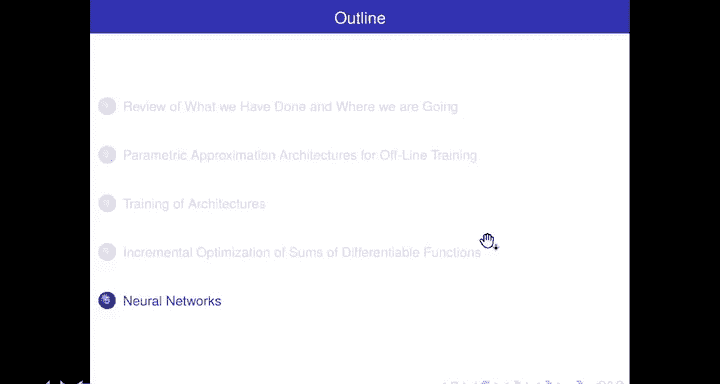 Outline
Review of What we Have Done and Where we are Going
Parametric Approximation Architectures for Off-Line Training
Training of Architectures
Incremental Optimization of Sums of Differentiable Functions
Neural Networks